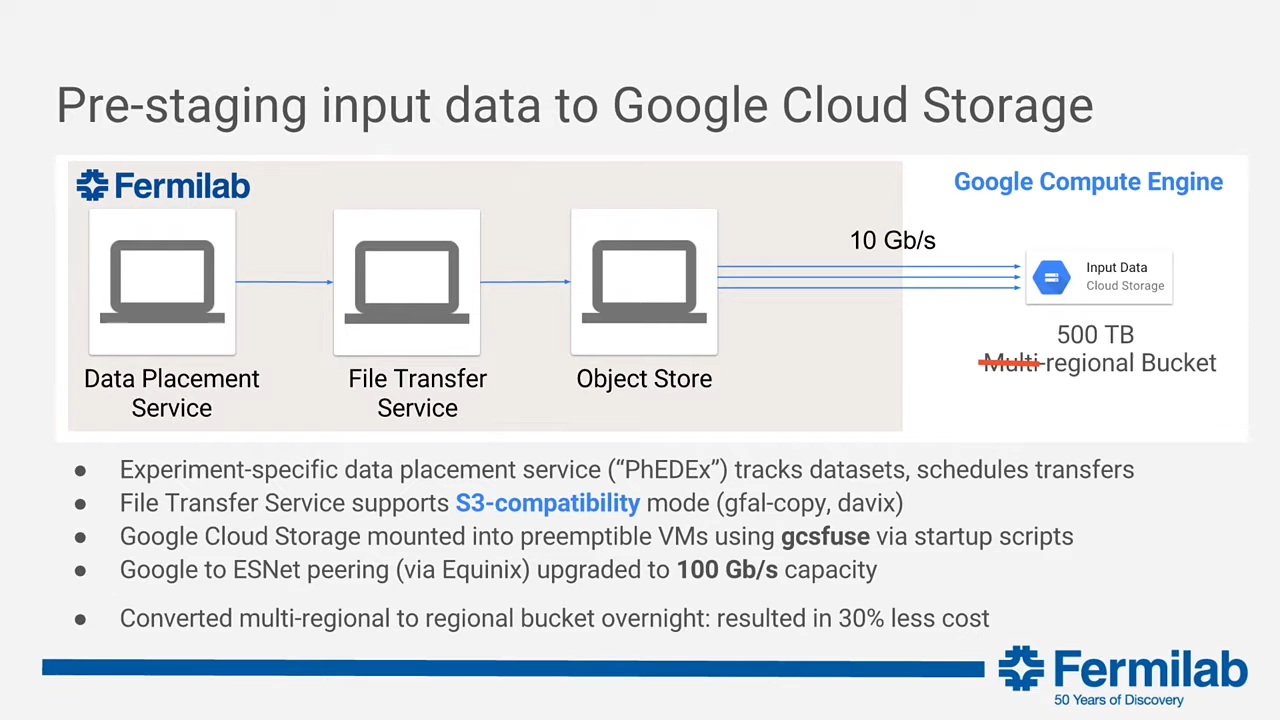 Pre-staging input data to Google Cloud Storage
Fermilab
Google Compute Engine
10 Gb/s
Input Data
Cloud Storage
500 TB
Multi-regional Bucket
Data Placement
Service
File Transfer
Service
Object Store
● Experiment-specific data placement service (“PhEDEx”) tracks datasets, schedules transfers
● File Transfer Service supports S3-compatibility mode (gfal-copy, davix)
● Google Cloud Storage mounted into preemptible VMs using gcsfuse via startup scripts
● Google to ESNet peering (via Equinix) upgraded to 100 Gb/s capacity
● Converted multi-regional to regional bucket overnight: resulted in 30% less cost
Fermilab
50 Years of Discovery